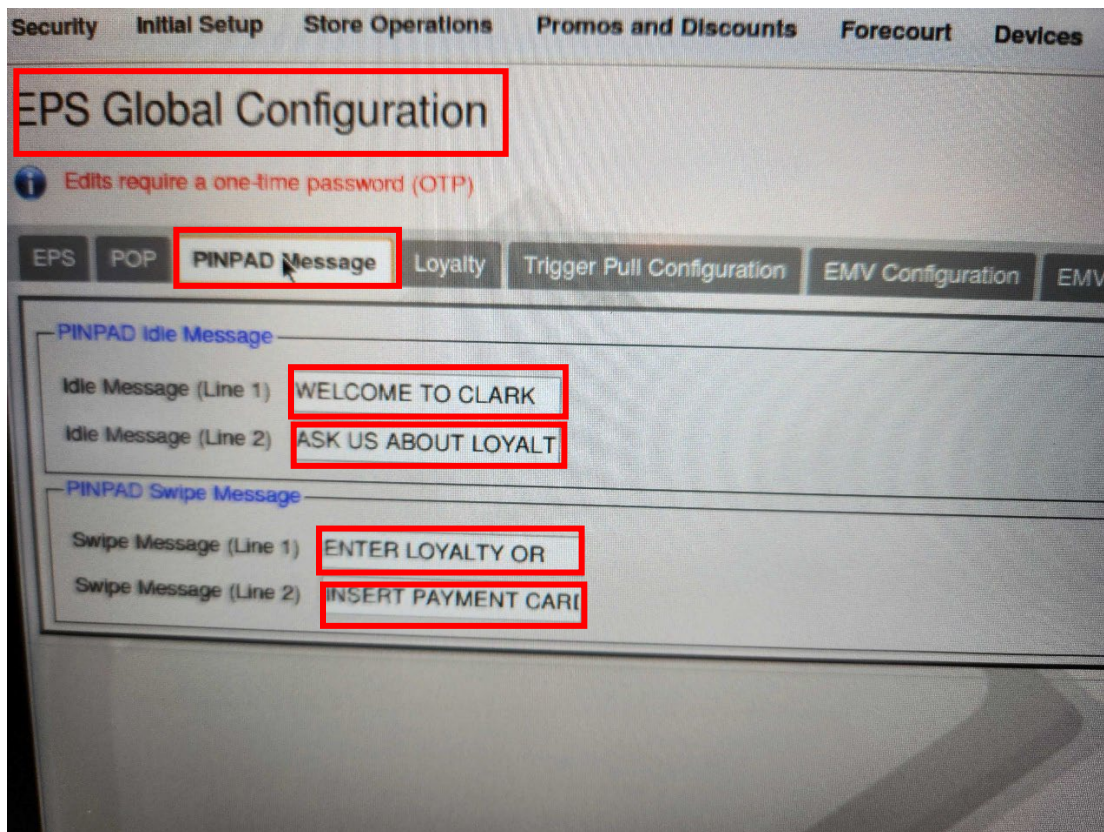 Security Initial Setup Store Operations Promos and Discounts Forecourt Devices
EPS Global Configuration
Edits require a one-time password (OTP)
EPS POP PINPAD Message Loyalty Trigger Pull Configuration EMV Configuration EMV
PINPAD Idle Message
Idle Message (Line 1) WELCOME TO CLARK
Idle Message (Line 2) ASK US ABOUT LOYALT
PINPAD Swipe Message
Swipe Message (Line 1) ENTER LOYALTY OR
Swipe Message (Line 2) INSERT PAYMENT CARD